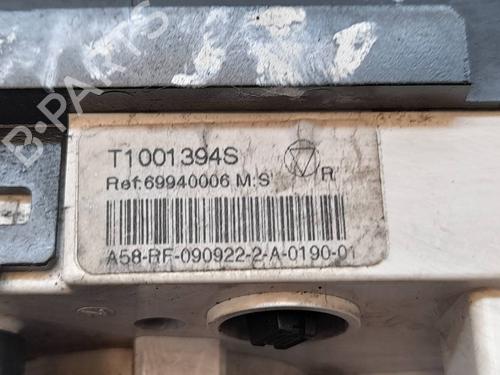 B-PARTS
T1001394S
Ref:69940006 M:S
R
A58-RF-090922-2-A-0190-01